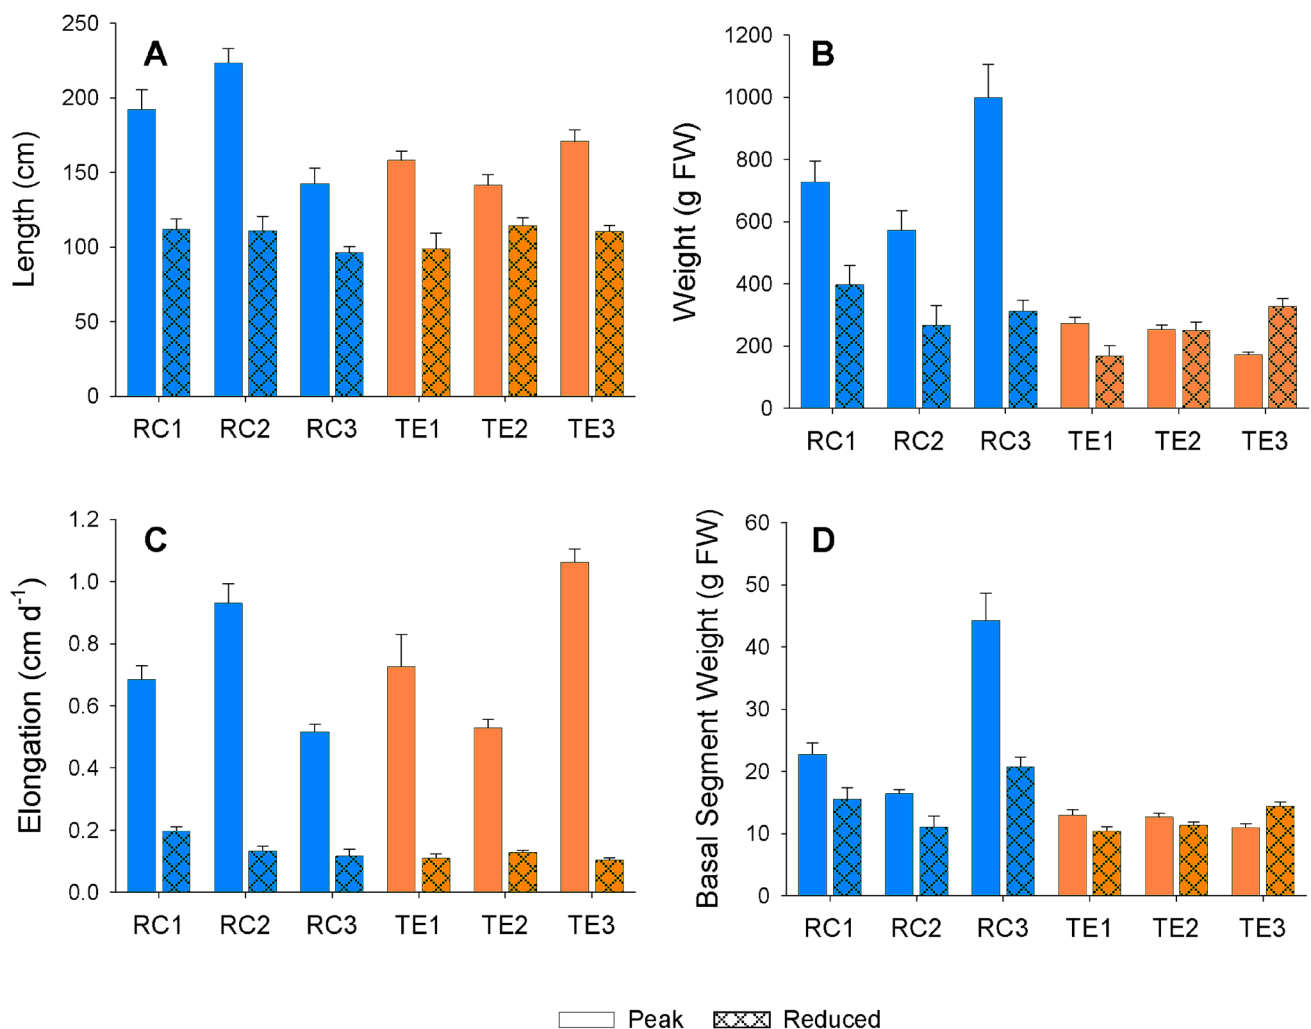 A
Length (cm)
250
200
150
100
50
0
RC1 RC2 RC3 TE1 TE2 TE3
B
Weight (g FW)
1200
1000
800
600
400
200
0
RC1 RC2 RC3 TE1 TE2 TE3
C
Elongation (cm d⁻¹)
1.2
1.0
0.8
0.6
0.4
0.2
0.0
RC1 RC2 RC3 TE1 TE2 TE3
D
Basal Segment Weight (g FW)
60
50
40
30
20
10
0
RC1 RC2 RC3 TE1 TE2 TE3
Peak Reduced